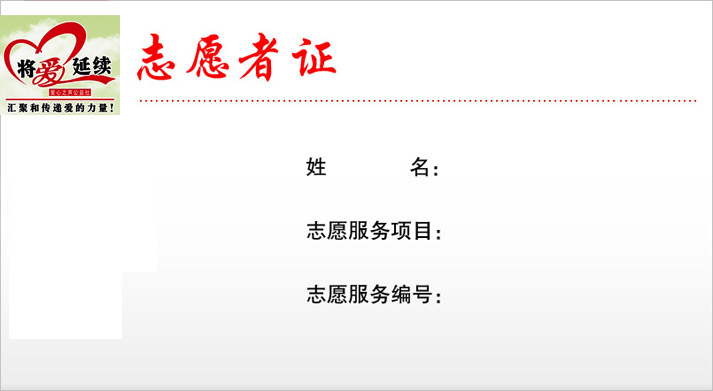 将爱延续
爱心之声公益社
汇聚和传递爱的力量！
志愿者证
姓　　名：
志愿服务项目：
志愿服务编号：